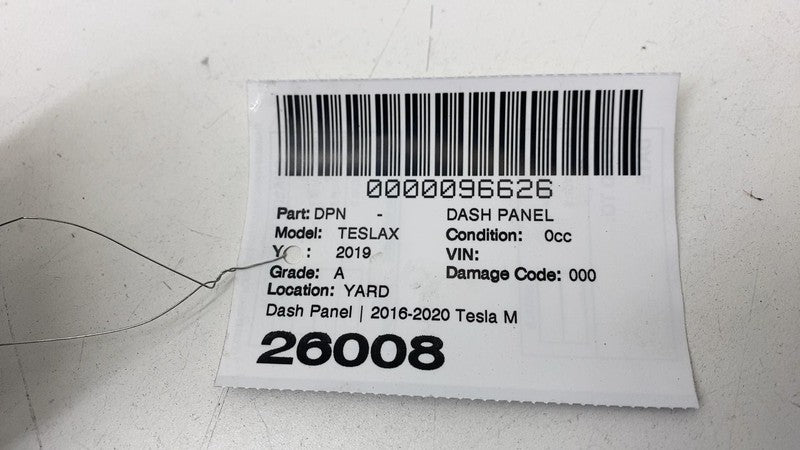 0000096626
Part: DPN - DASH PANEL
Model: TESLAX Condition: 0cc
Y : 2019 VIN:
Grade: A Damage Code: 000
Location: YARD
Dash Panel | 2016-2020 Tesla M
26008